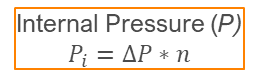 Internal Pressure (P)
Pᵢ = ΔP * n